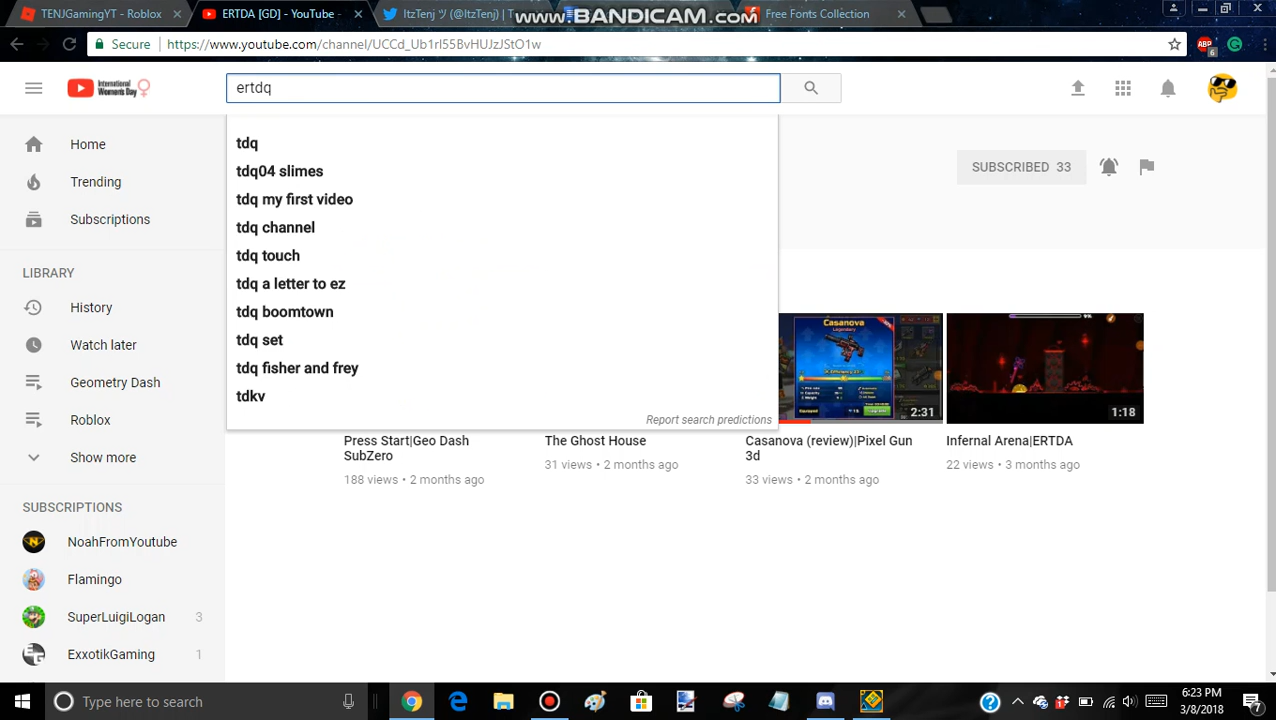 TENJGamingYT - Roblox
ERTDA [GD] - YouTube -
ItzTenj ツ (@ItzTenj) | T
www.BANDICAM.com
Free Fonts Collection
Secure
https://www.youtube.com/channel/UCCd_Ub1rI55BvHUJzJStO1w
ABP
6
International
Women's Day
ertdq
Home
Trending
Subscriptions
LIBRARY
History
Watch later
Geometry Dash
Roblox
Show more
SUBSCRIPTIONS
NoahFromYoutube
Flamingo
SuperLuigiLogan 3
ExxotikGaming 1
tdq
tdq04 slimes
tdq my first video
tdq channel
tdq touch
tdq a letter to ez
tdq boomtown
tdq set
tdq fisher and frey
tdkv
Report search predictions
SUBSCRIBED 33
Casanova
Legendary
2:31
1:18
Press Start|Geo Dash
SubZero
188 views • 2 months ago
The Ghost House
31 views • 2 months ago
Casanova (review)|Pixel Gun
3d
33 views • 2 months ago
Infernal Arena|ERTDA
22 views • 3 months ago
Type here to search
6:23 PM
3/8/2018